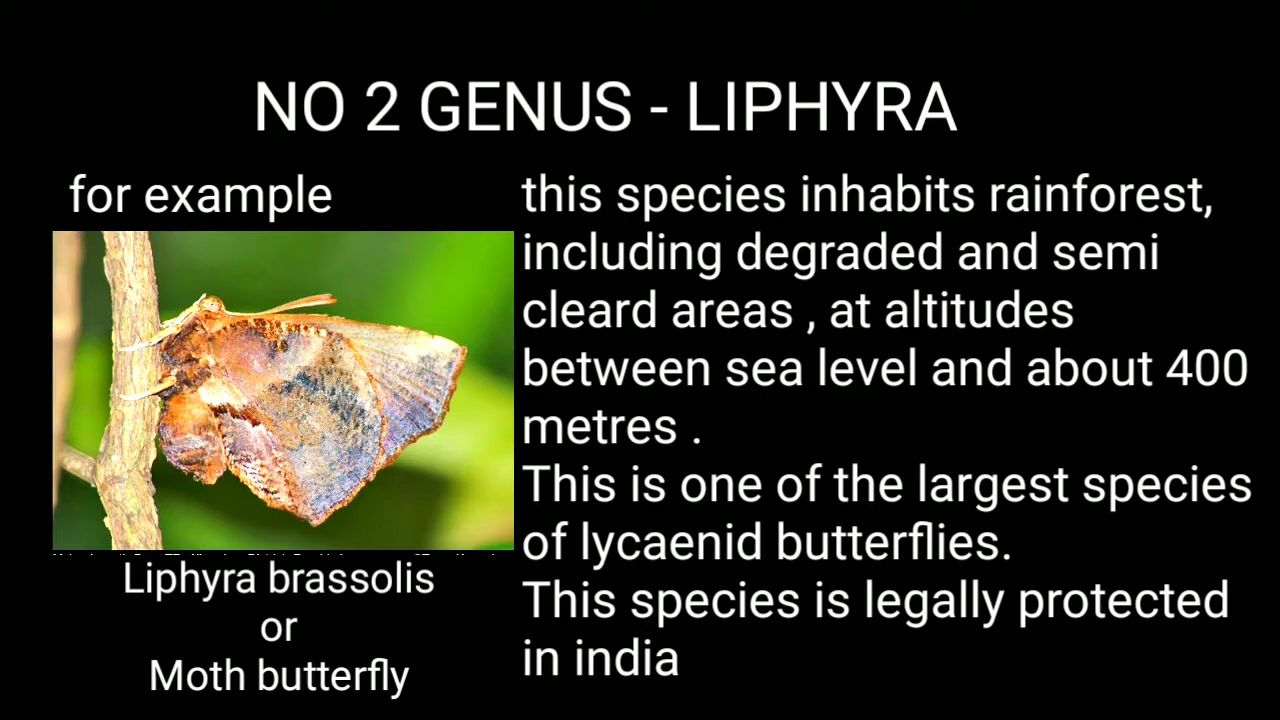 NO 2 GENUS - LIPHYRA
for example
Liphyra brassolis
or
Moth butterfly
this species inhabits rainforest,
including degraded and semi
cleard areas , at altitudes
between sea level and about 400
metres .
This is one of the largest species
of lycaenid butterflies.
This species is legally protected
in india